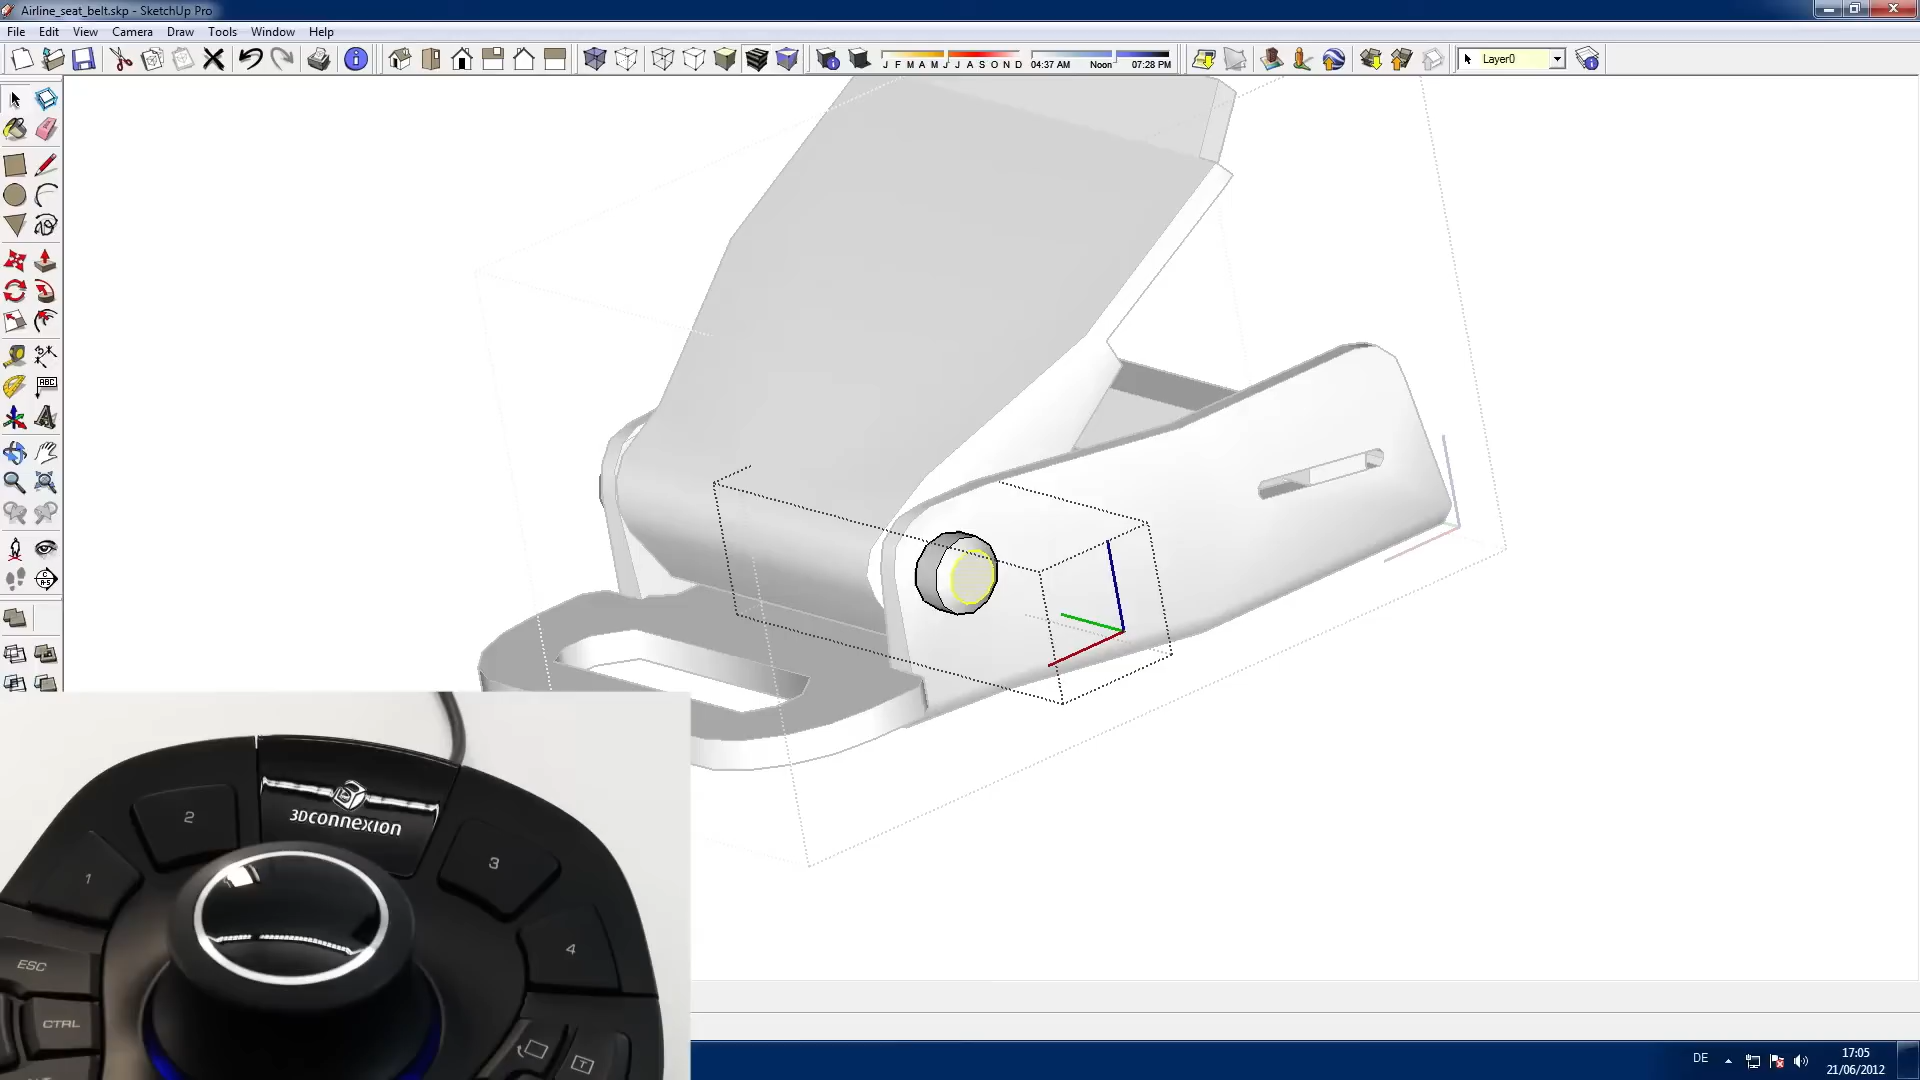 Airline_seat_belt.skp - SketchUp Pro
File Edit View Camera Draw Tools Window Help
J F M A M J J A S O N D
04:37 AM Noon 07:28 PM
Layer0
ABC
3Dconnexion
1
2
3
4
ESC
CTRL
T
DE
17:05
21/06/2012